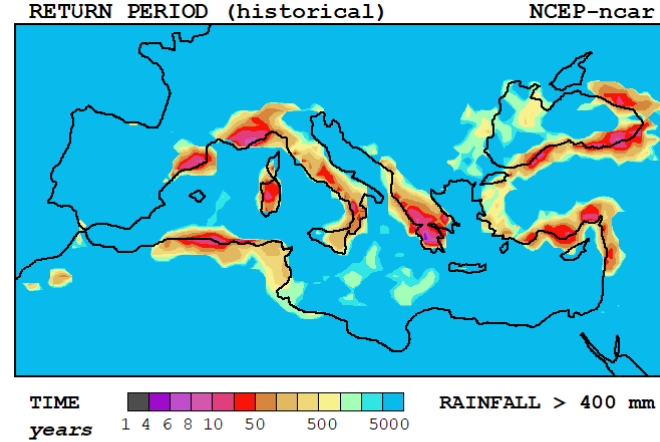 RETURN PERIOD (historical) NCEP-ncar
TIME RAINFALL > 400 mm
years 1 4 6 8 10 50 500 5000